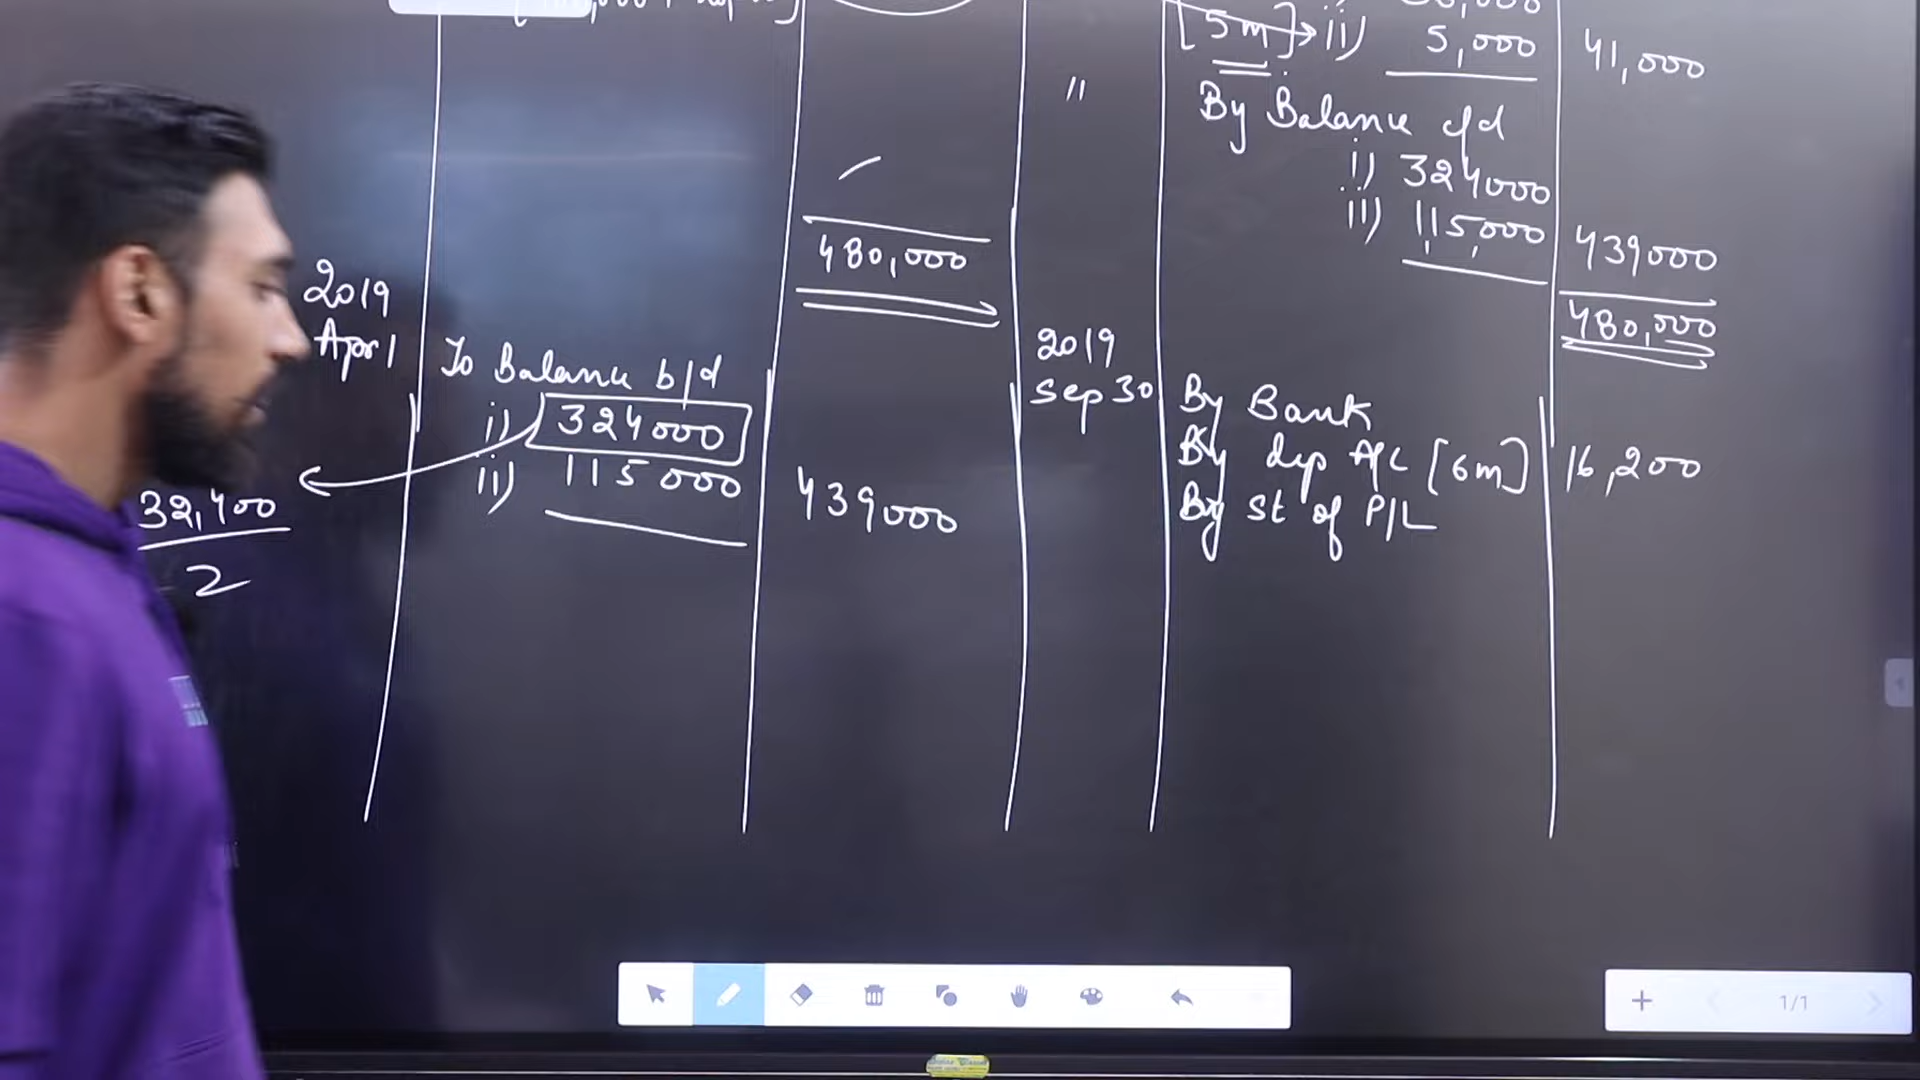 [5m]→ii) 5,000 41,000
" By Balance c/d
i) 324000
ii) 115,000 439000
480,000 480,000
2019
Apr 1 To Balance b/d
i) 324000
ii) 115000 439000
32,400
2
2019
Sep 30 By Bank
By dep A/c [6m] 16,200
By St of P/L
1/1